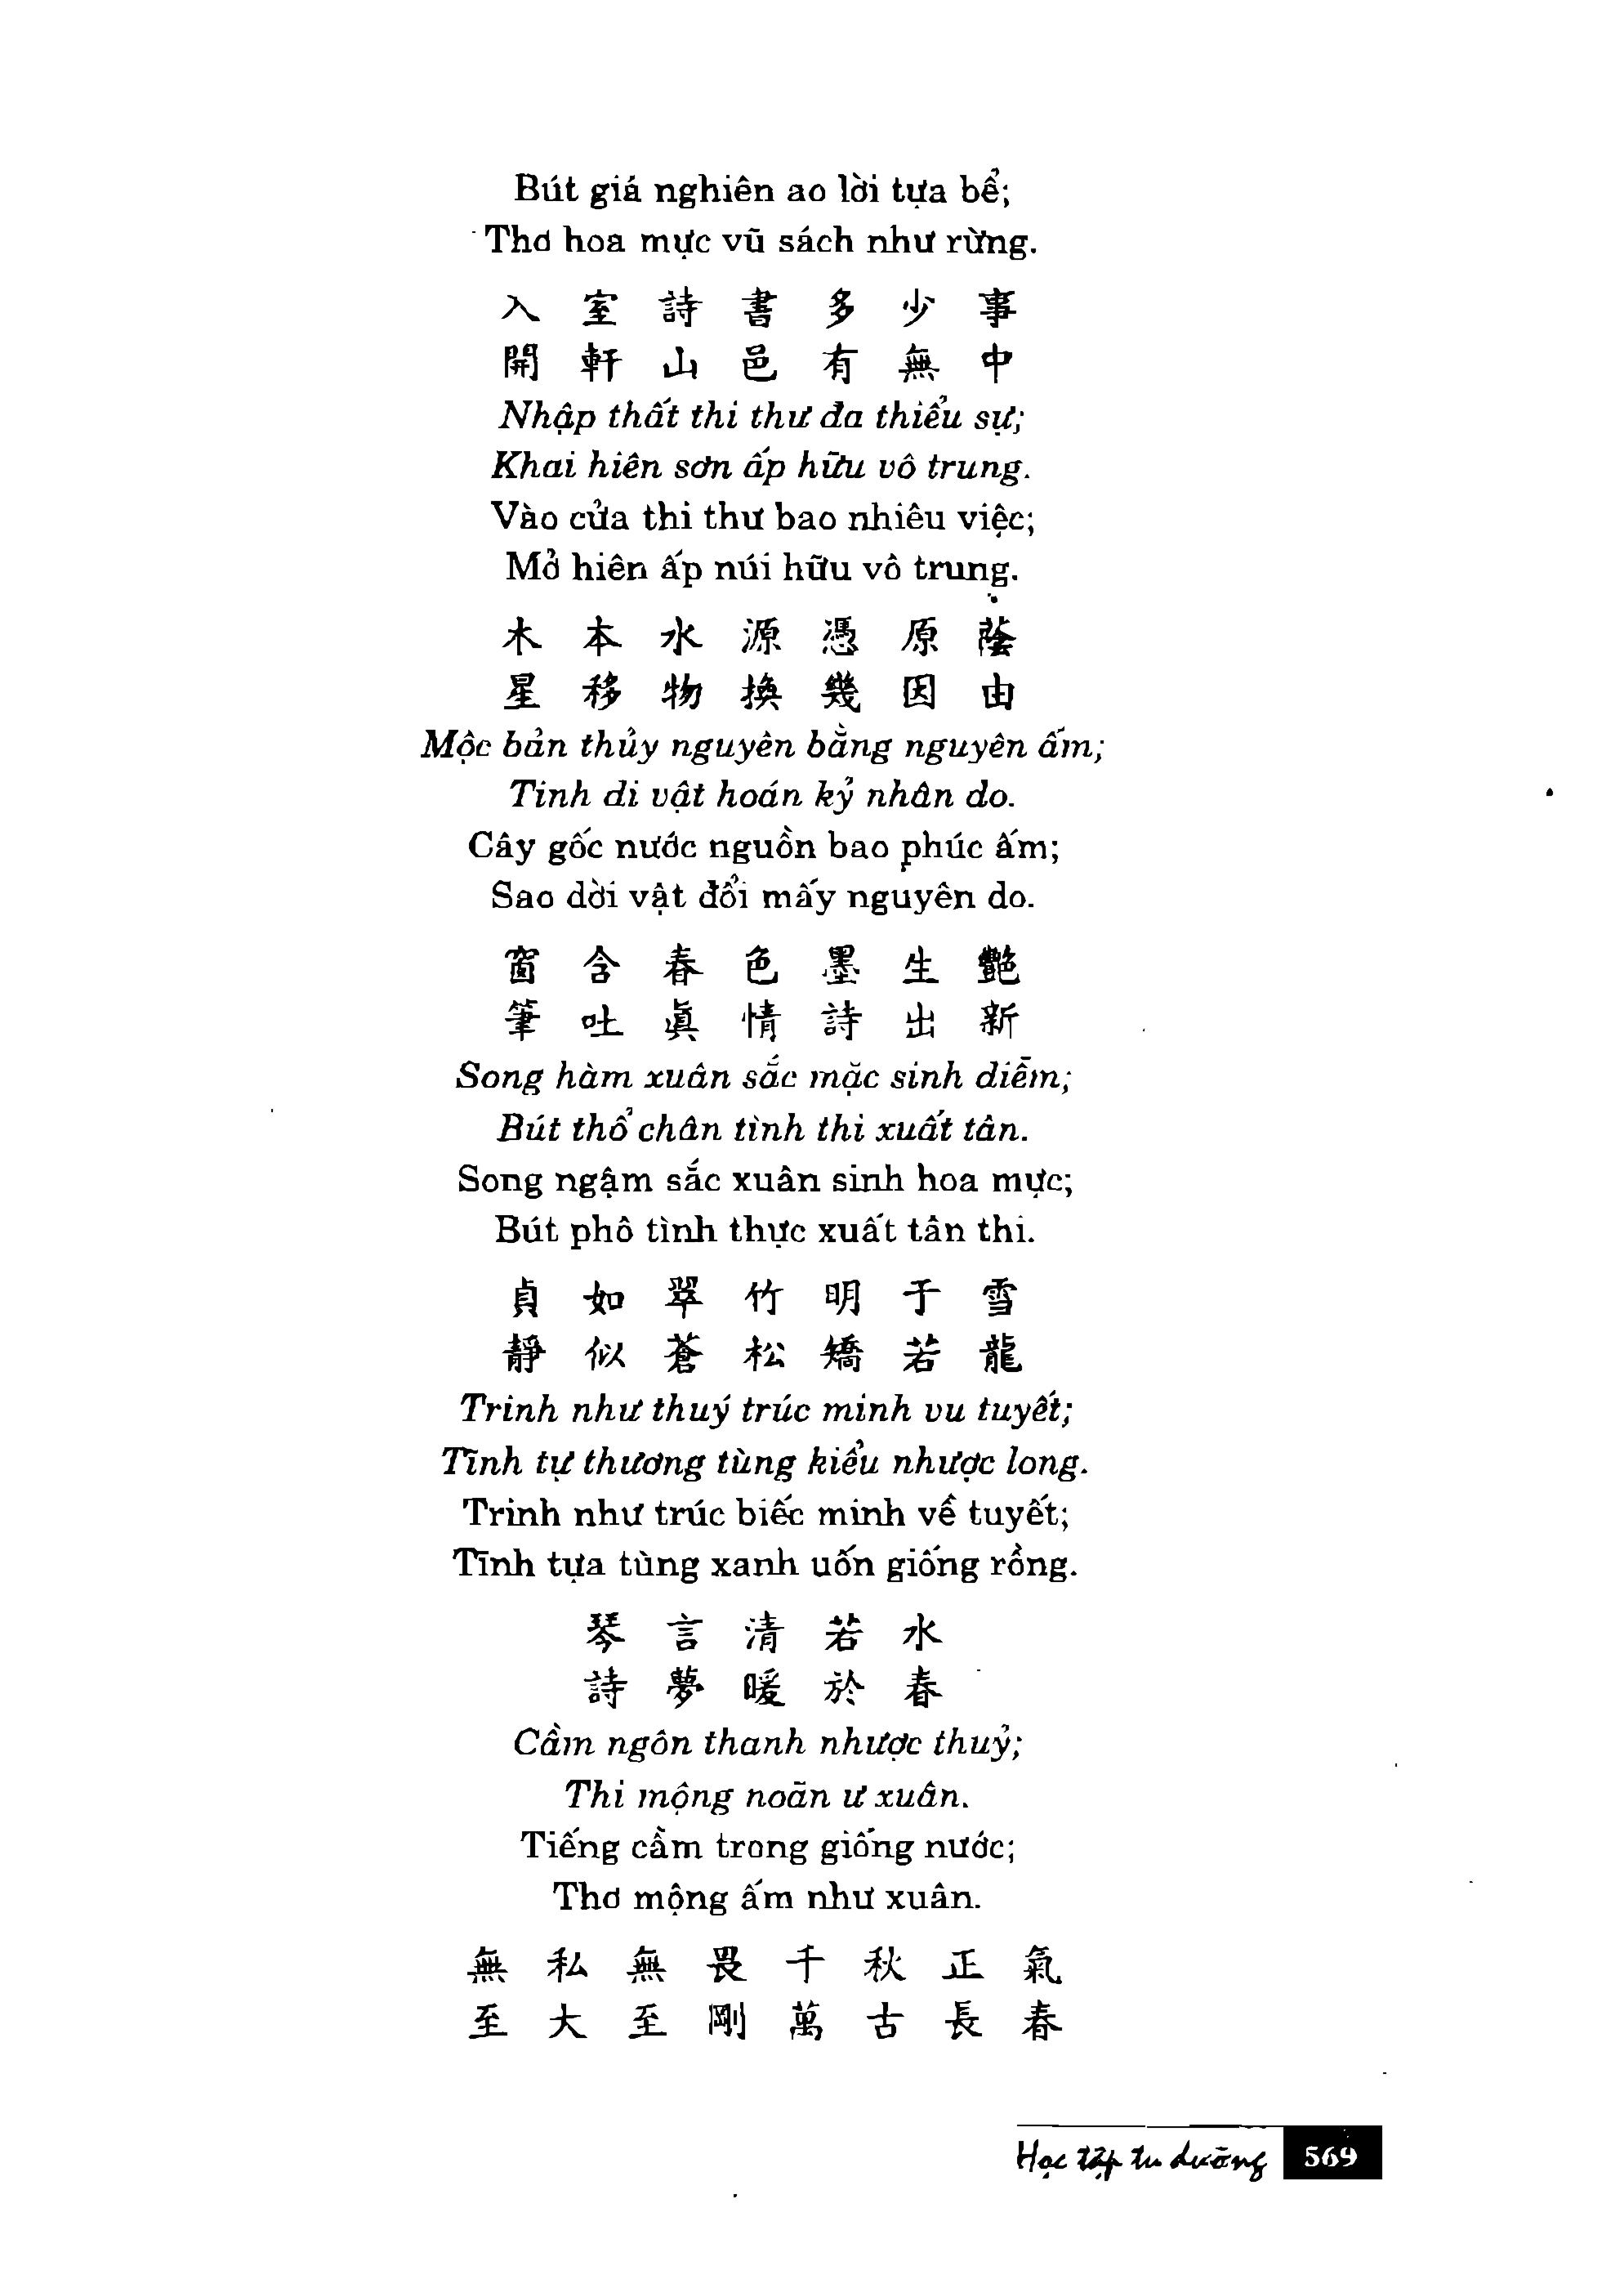 Bút giá nghiên ao lời tựa bể;
Thơ hoa mực vũ sách như rừng.
入 室 詩 書 多 少 事
開 軒 山 邑 有 無 中
Nhập thất thi thư đa thiểu sự;
Khai hiên sơn ấp hữu vô trung.
Vào cửa thi thư bao nhiêu việc;
Mở hiên ấp núi hữu vô trung.
木 本 水 源 憑 原 蔭
星 移 物 換 幾 因 由
Mộc bản thủy nguyên bằng nguyên ấm;
Tinh di vật hoán kỷ nhân do.
Cây gốc nước nguồn bao phúc ấm;
Sao dời vật đổi mấy nguyên do.
窗 含 春 色 墨 生 艷
筆 吐 眞 情 詩 出 新
Song hàm xuân sắc mặc sinh diễm;
Bút thổ chân tình thi xuất tân.
Song ngậm sắc xuân sinh hoa mực;
Bút phô tình thực xuất tân thi.
貞 如 翠 竹 明 于 雪
靜 似 蒼 松 矯 若 龍
Trinh như thuý trúc minh vu tuyết;
Tĩnh tự thương tùng kiểu nhược long.
Trinh như trúc biếc minh về tuyết;
Tĩnh tựa tùng xanh uốn giống rồng.
琴 言 清 若 水
詩 夢 暖 於 春
Cầm ngôn thanh nhược thuỷ;
Thi mộng noãn ư xuân.
Tiếng cầm trong giống nước;
Thơ mộng ấm như xuân.
無 私 無 畏 千 秋 正 氣
至 大 至 剛 萬 古 長 春
Học tập tu dưỡng 569